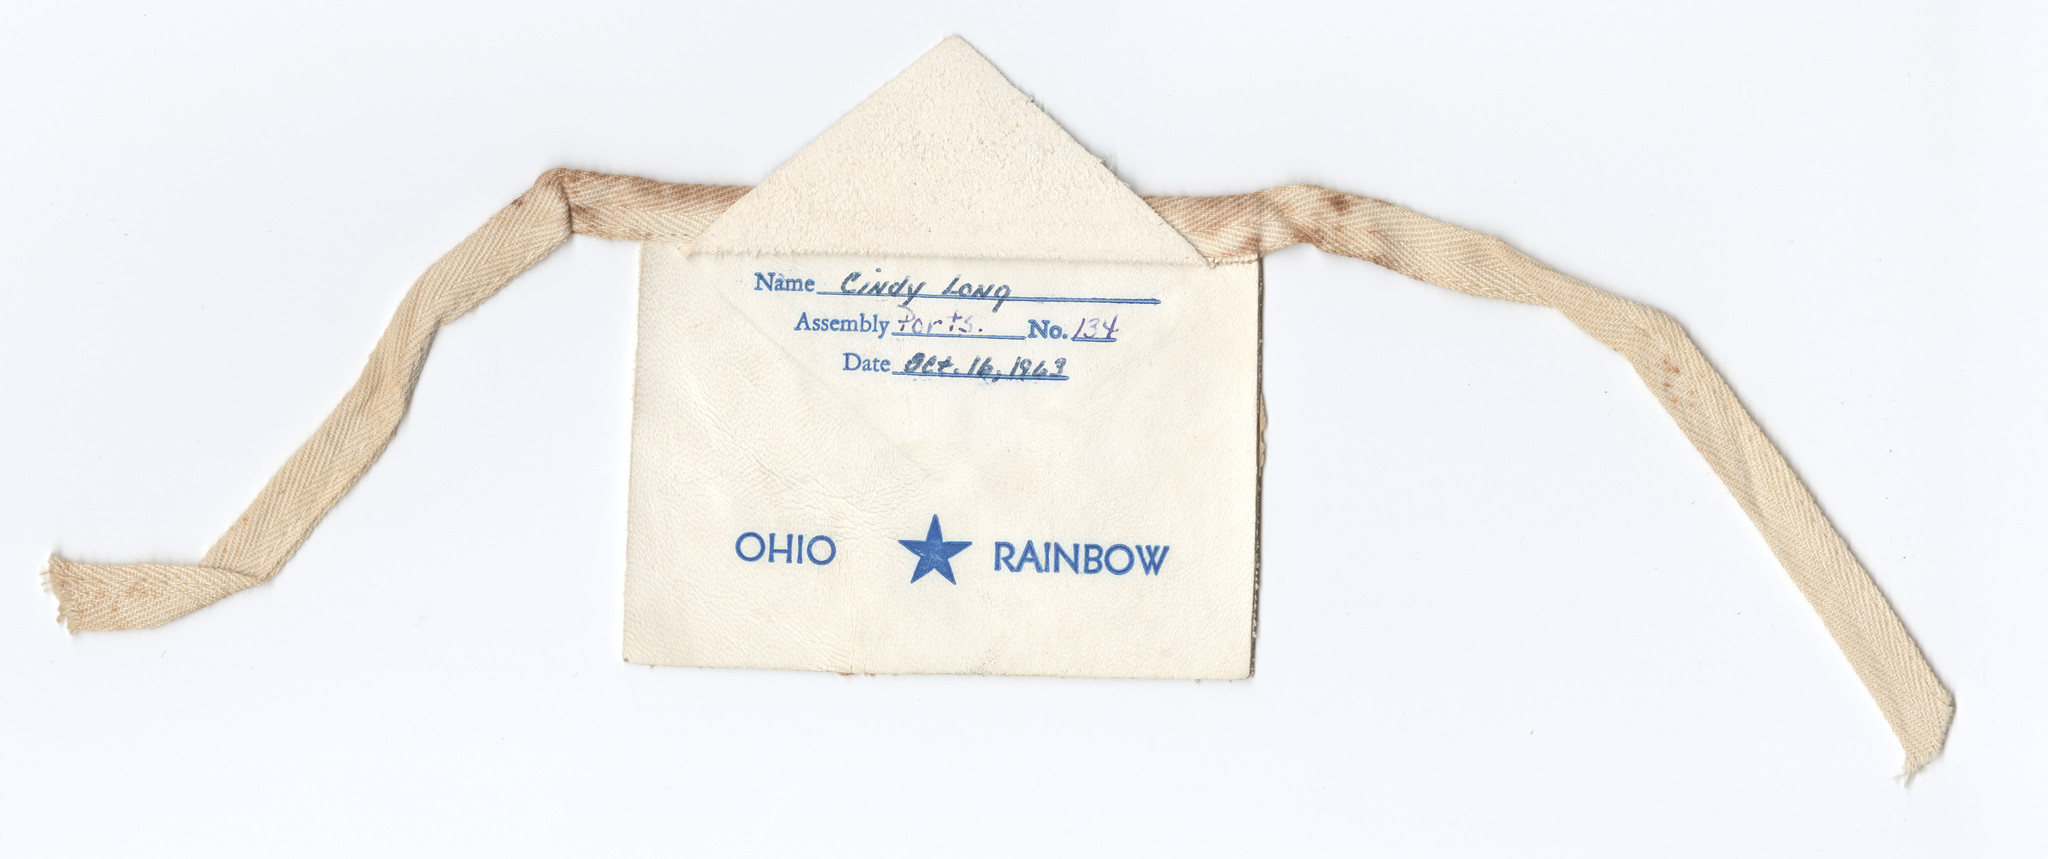 Name Cindy Long
Assembly Ports. No. 134
Date Oct. 16, 1963
OHIO ★ RAINBOW